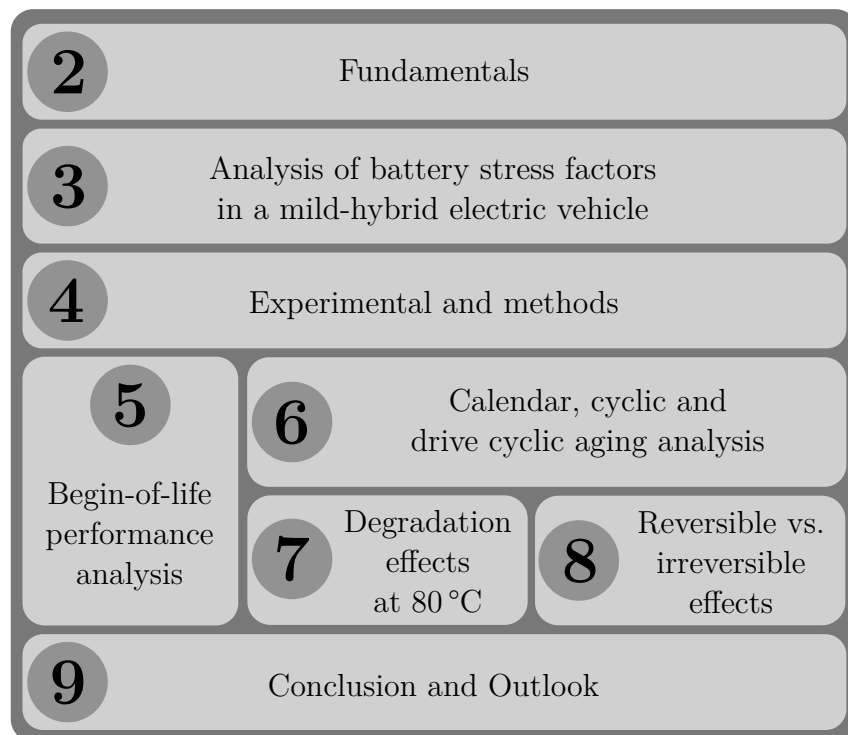 2
Fundamentals
3
Analysis of battery stress factors
in a mild-hybrid electric vehicle
4
Experimental and methods
5
Begin-of-life
performance
analysis
6
Calendar, cyclic and
drive cyclic aging analysis
7
Degradation
effects
at 80 °C
8
Reversible vs.
irreversible
effects
9
Conclusion and Outlook